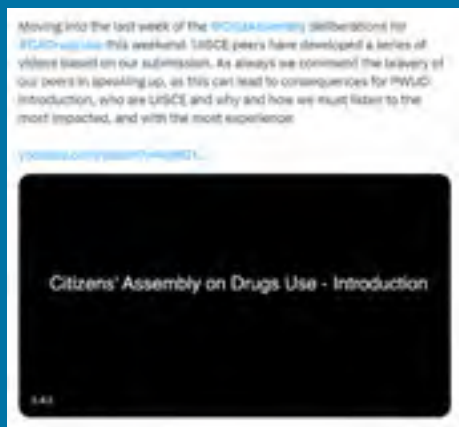 Moving into the last week of the @CitizAssembly deliberations for
this weekend. UISCE peers have developed a series of
videos based on our submission. As always we commend the bravery of
our peers in speaking up, as this can lead to consequences for PWUD.
Introduction, who are UISCE and why and how we must listen to the
most impacted, and with the most experience:
Citizens' Assembly on Drugs Use - Introduction